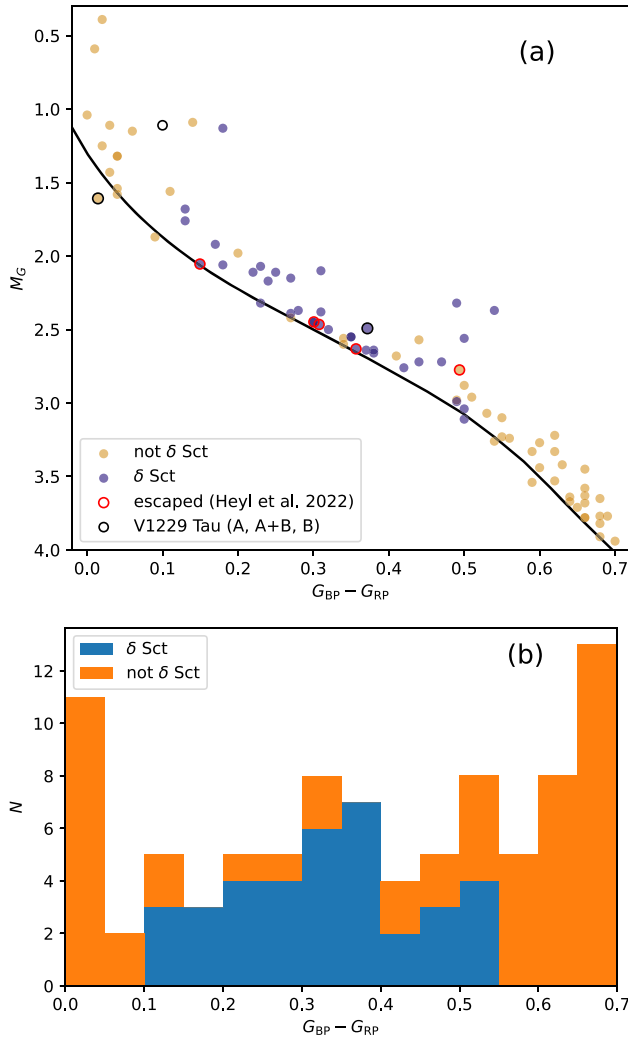 (a)
0.5
1.0
1.5
2.0
2.5
3.0
3.5
4.0
M_G
not δ Sct
δ Sct
escaped (Heyl et al. 2022)
V1229 Tau (A, A+B, B)
0.0 0.1 0.2 0.3 0.4 0.5 0.6 0.7
G_BP − G_RP
(b)
δ Sct
not δ Sct
12
10
8
6
4
2
0
N
0.0 0.1 0.2 0.3 0.4 0.5 0.6 0.7
G_BP − G_RP